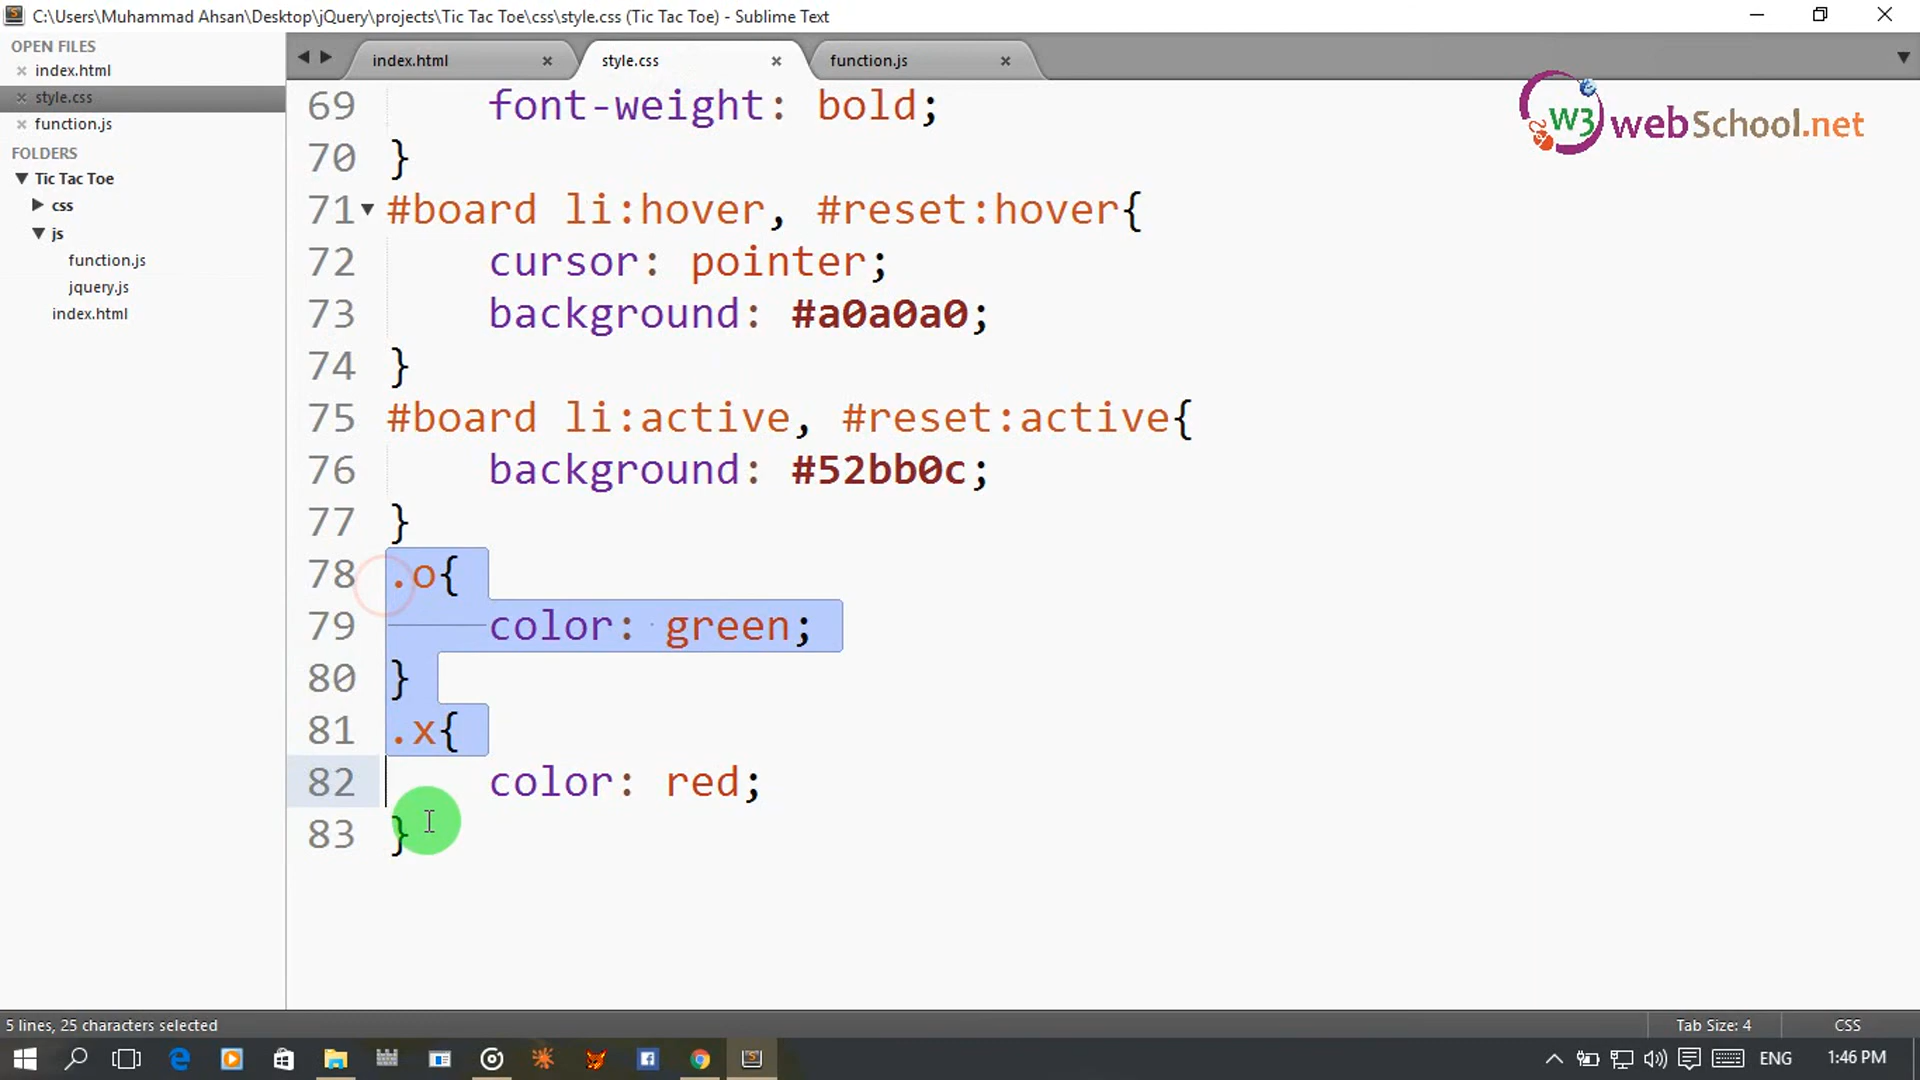 C:\Users\Muhammad Ahsan\Desktop\jQuery\projects\Tic Tac Toe\css\style.css (Tic Tac Toe) - Sublime Text
OPEN FILES
index.html
style.css
function.js
FOLDERS
Tic Tac Toe
css
js
function.js
jquery.js
index.html
index.html
style.css
function.js
W3 webSchool.net
69 font-weight: bold;
70 }
71 #board li:hover, #reset:hover{
72 cursor: pointer;
73 background: #a0a0a0;
74 }
75 #board li:active, #reset:active{
76 background: #52bb0c;
77 }
78 .o{
79 color: green;
80 }
81 .x{
82 color: red;
83 }
5 lines, 25 characters selected
Tab Size: 4
CSS
ENG
1:46 PM